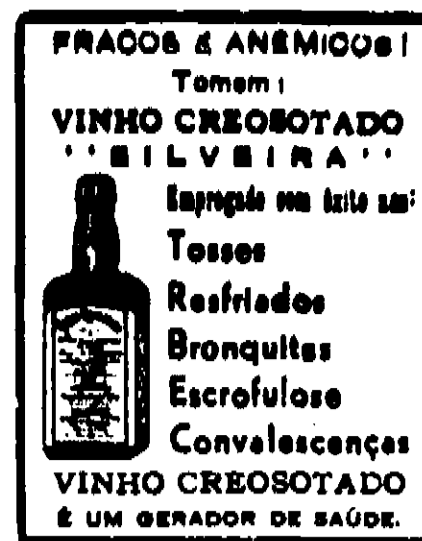 FRACOS & ANÊMICOS!
Tomem:
VINHO CREOSOTADO
"SILVEIRA"
Empregado com êxito nas:
Tosses
Resfriados
Bronquites
Escrofulose
Convalescenças
VINHO CREOSOTADO
É UM GERADOR DE SAÚDE.